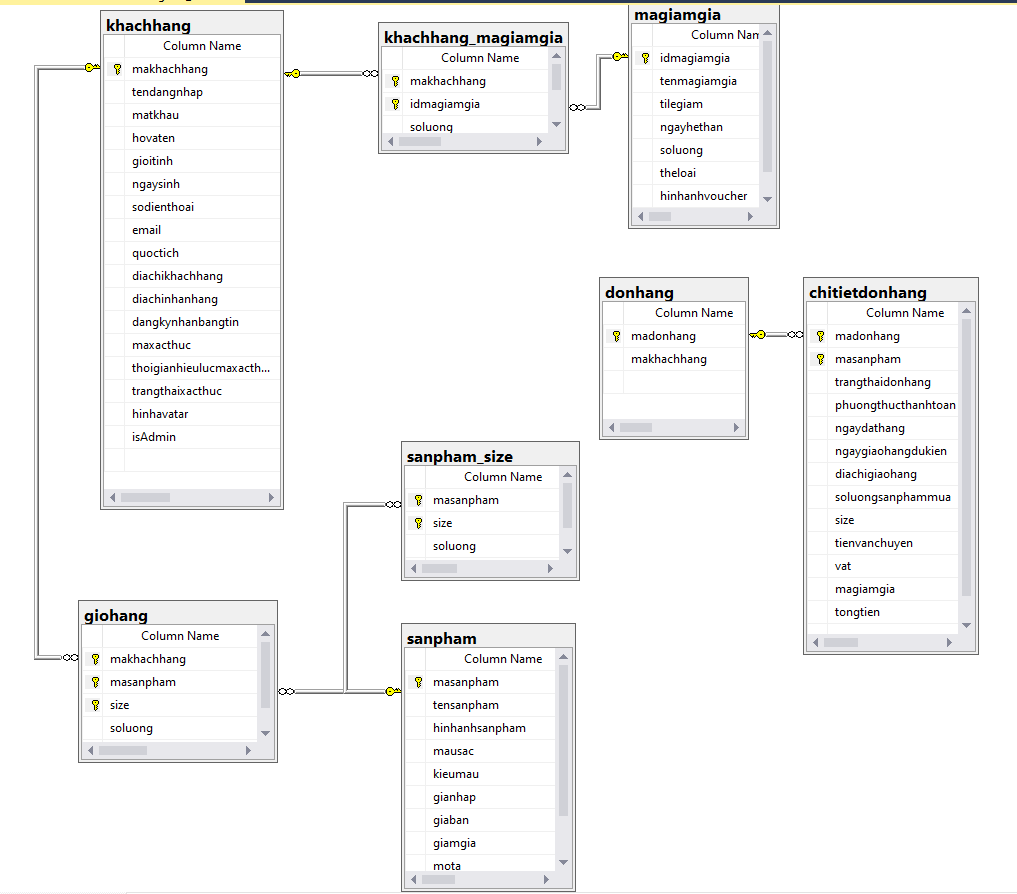 khachhang
Column Name
makhachhang
tendangnhap
matkhau
hovaten
gioitinh
ngaysinh
sodienthoai
email
quoctich
diachikhachhang
diachinhanhang
dangkynhanbangtin
maxacthuc
thoigianhieulucmaxacth...
trangthaixacthuc
hinhavatar
isAdmin
khachhang_magiamgia
Column Name
makhachhang
idmagiamgia
soluong
magiamgia
Column Nam
idmagiamgia
tenmagiamgia
tilegiam
ngayhethan
soluong
theloai
hinhanhvoucher
donhang
Column Name
madonhang
makhachhang
chitietdonhang
Column Name
madonhang
masanpham
trangthaidonhang
phuongthucthanhtoan
ngaydathang
ngaygiaohangdukien
diachigiaohang
soluongsanphammua
size
tienvanchuyen
vat
magiamgia
tongtien
sanpham_size
Column Name
masanpham
size
soluong
giohang
Column Name
makhachhang
masanpham
size
soluong
sanpham
Column Name
masanpham
tensanpham
hinhanhsanpham
mausac
kieumau
gianhap
giaban
giamgia
mota